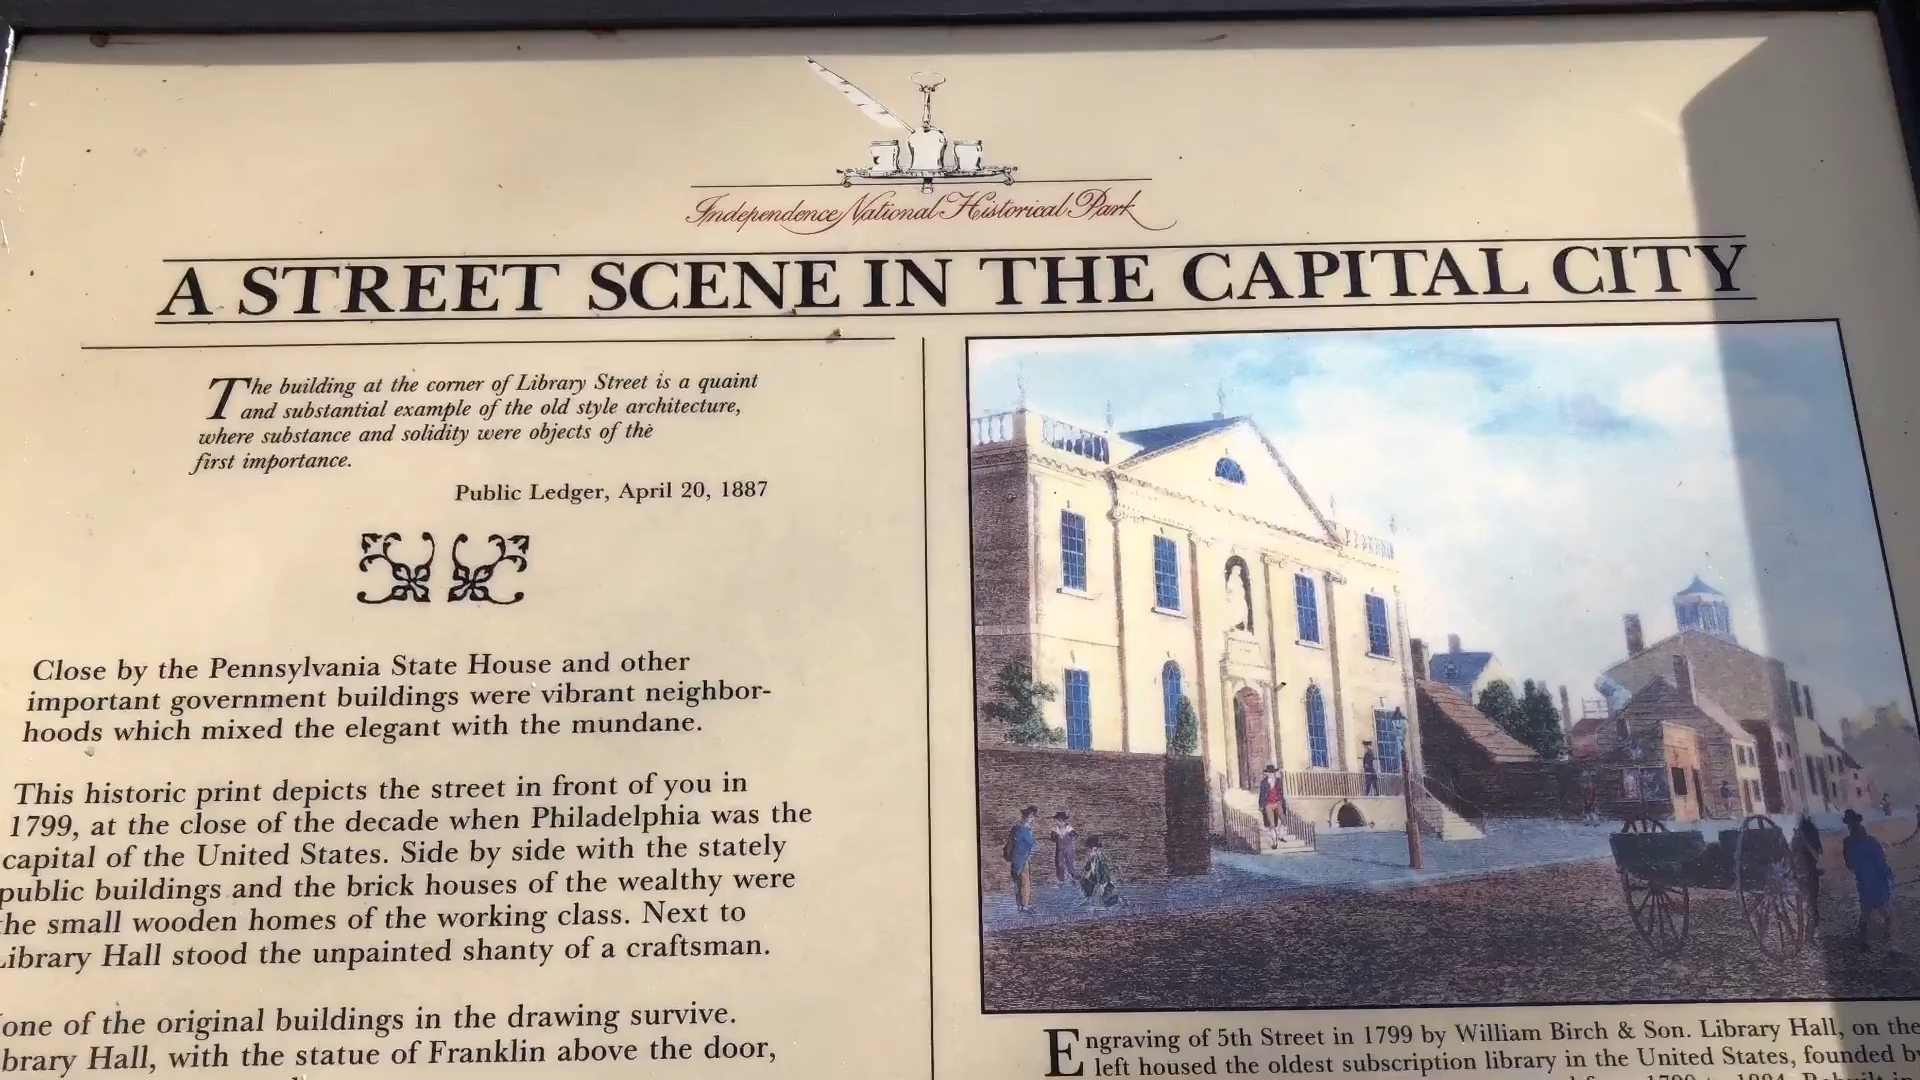 Independence National Historical Park
A STREET SCENE IN THE CAPITAL CITY
The building at the corner of Library Street is a quaint
and substantial example of the old style architecture,
where substance and solidity were objects of the
first importance.
Public Ledger, April 20, 1887
Close by the Pennsylvania State House and other
important government buildings were vibrant neighbor-
hoods which mixed the elegant with the mundane.
This historic print depicts the street in front of you in
1799, at the close of the decade when Philadelphia was the
capital of the United States. Side by side with the stately
public buildings and the brick houses of the wealthy were
the small wooden homes of the working class. Next to
Library Hall stood the unpainted shanty of a craftsman.
one of the original buildings in the drawing survive.
brary Hall, with the statue of Franklin above the door,
Engraving of 5th Street in 1799 by William Birch & Son. Library Hall, on the
left housed the oldest subscription library in the United States, founded by